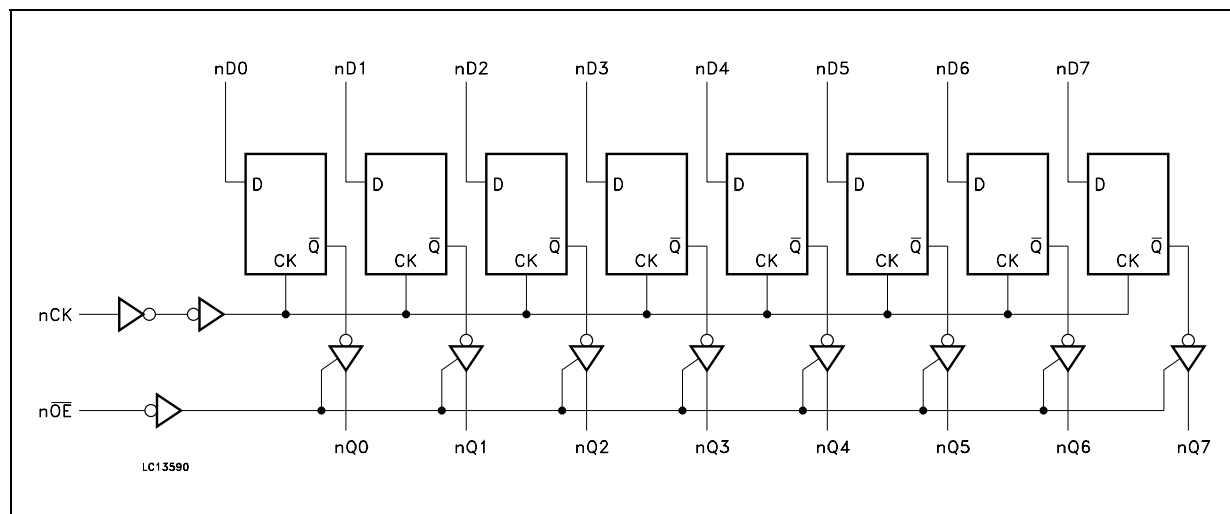 nD0 nD1 nD2 nD3 nD4 nD5 nD6 nD7
D D D D D D D D
Q̅ Q̅ Q̅ Q̅ Q̅ Q̅ Q̅ Q̅
CK CK CK CK CK CK CK CK
nCK
nO̅E̅
nQ0 nQ1 nQ2 nQ3 nQ4 nQ5 nQ6 nQ7
LC13590